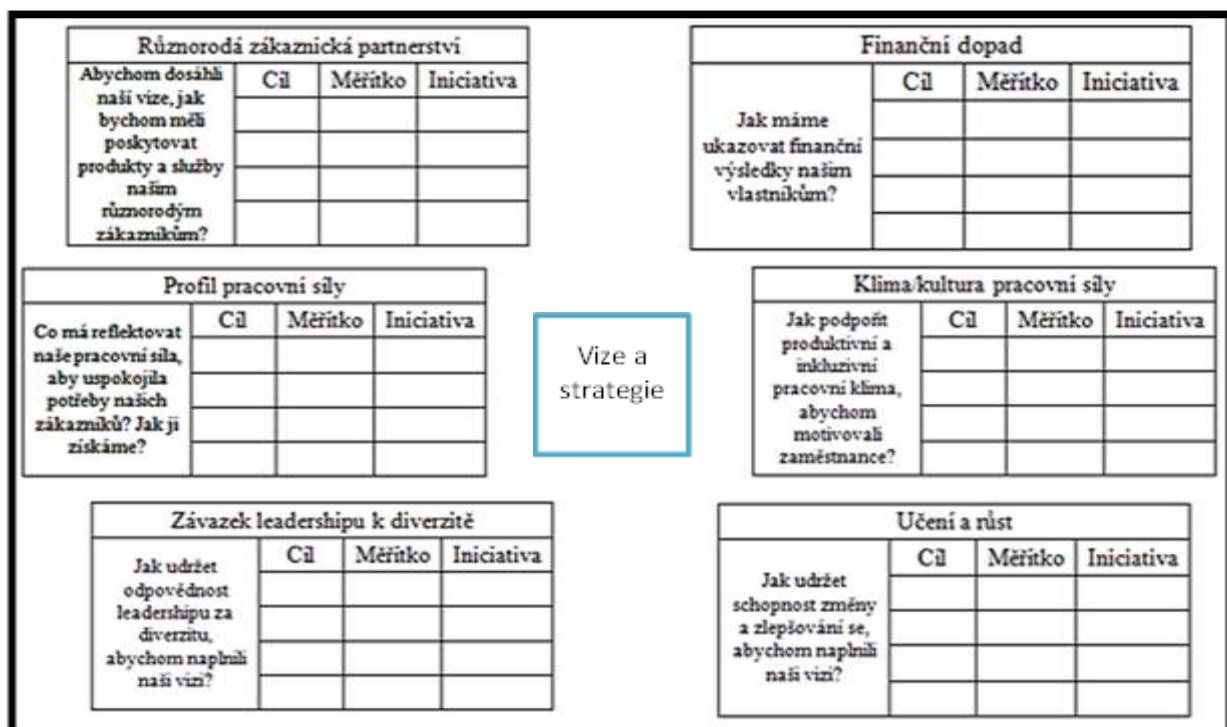 Různorodá zákaznická partnerství
Abychom dosáhli
naší vize, jak
bychom měli
poskytovat
produkty a služby
našim
různorodým
zákazníkům?
Cíl Měřítko Iniciativa
Finanční dopad
Jak máme
ukazovat finanční
výsledky našim
vlastníkům?
Cíl Měřítko Iniciativa
Profil pracovní síly
Co má reflektovat
naše pracovní síla,
aby uspokojila
potřeby našich
zákazníků? Jak ji
získáme?
Cíl Měřítko Iniciativa
Vize a
strategie
Klima/kultura pracovní síly
Jak podpořit
produktivní a
inkluzivní
pracovní klima,
abychom
motivovali
zaměstnance?
Cíl Měřítko Iniciativa
Závazek leadershipu k diverzitě
Jak udržet
odpovědnost
leadershipu za
diverzitu,
abychom naplnili
naši vizi?
Cíl Měřítko Iniciativa
Učení a růst
Jak udržet
schopnost změny
a zlepšování se,
abychom naplnili
naši vizi?
Cíl Měřítko Iniciativa